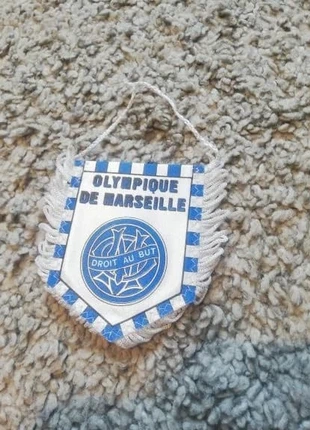 OLYMPIQUE
DE MARSEILLE
DROIT AU BUT